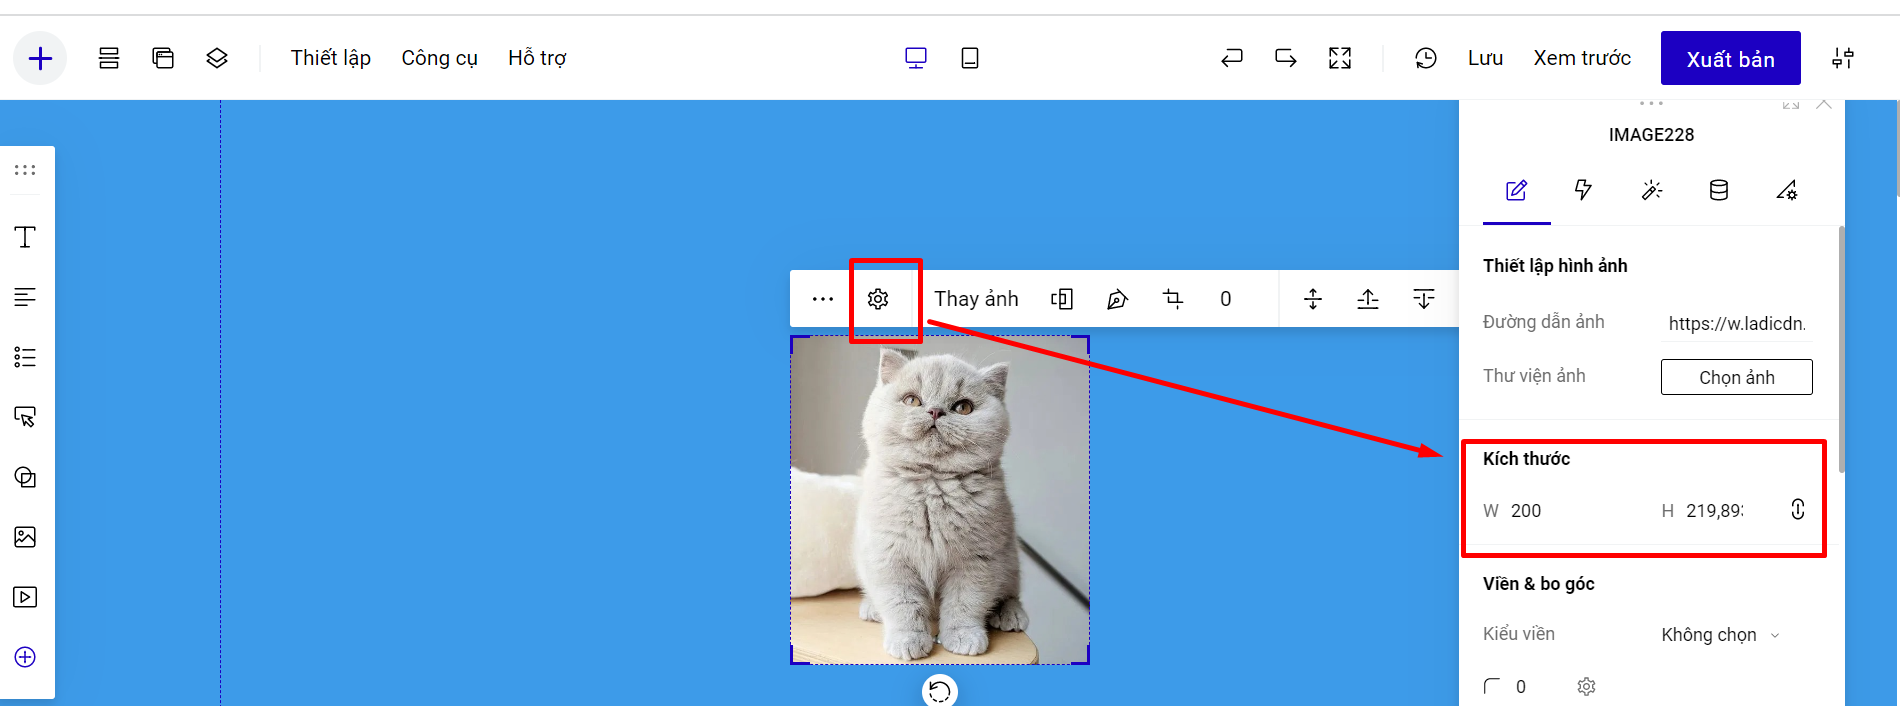 Thiết lập Công cụ Hỗ trợ Lưu Xem trước Xuất bản
IMAGE228
Thiết lập hình ảnh
Thay ảnh 0
Đường dẫn ảnh https://w.ladicdn.
Thư viện ảnh Chọn ảnh
Kích thước
W 200 H 219,89
Viền & bo góc
Kiểu viền Không chọn
0